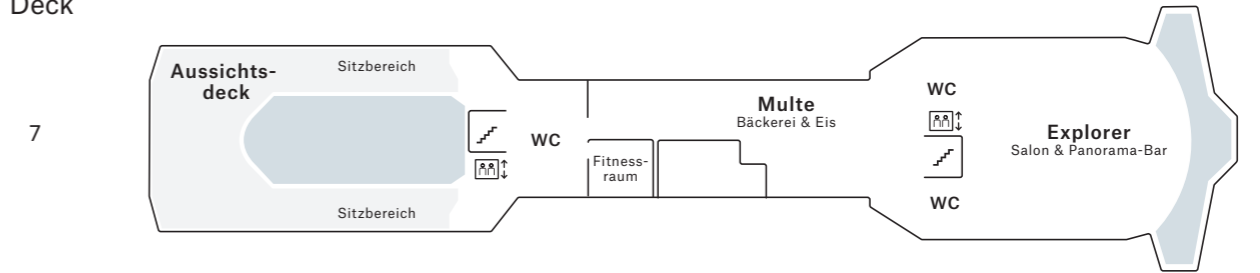 Deck
7
Aussichts-
deck
Sitzbereich
Sitzbereich
WC
Fitness-
raum
Multe
Bäckerei & Eis
WC
WC
Explorer
Salon & Panorama-Bar